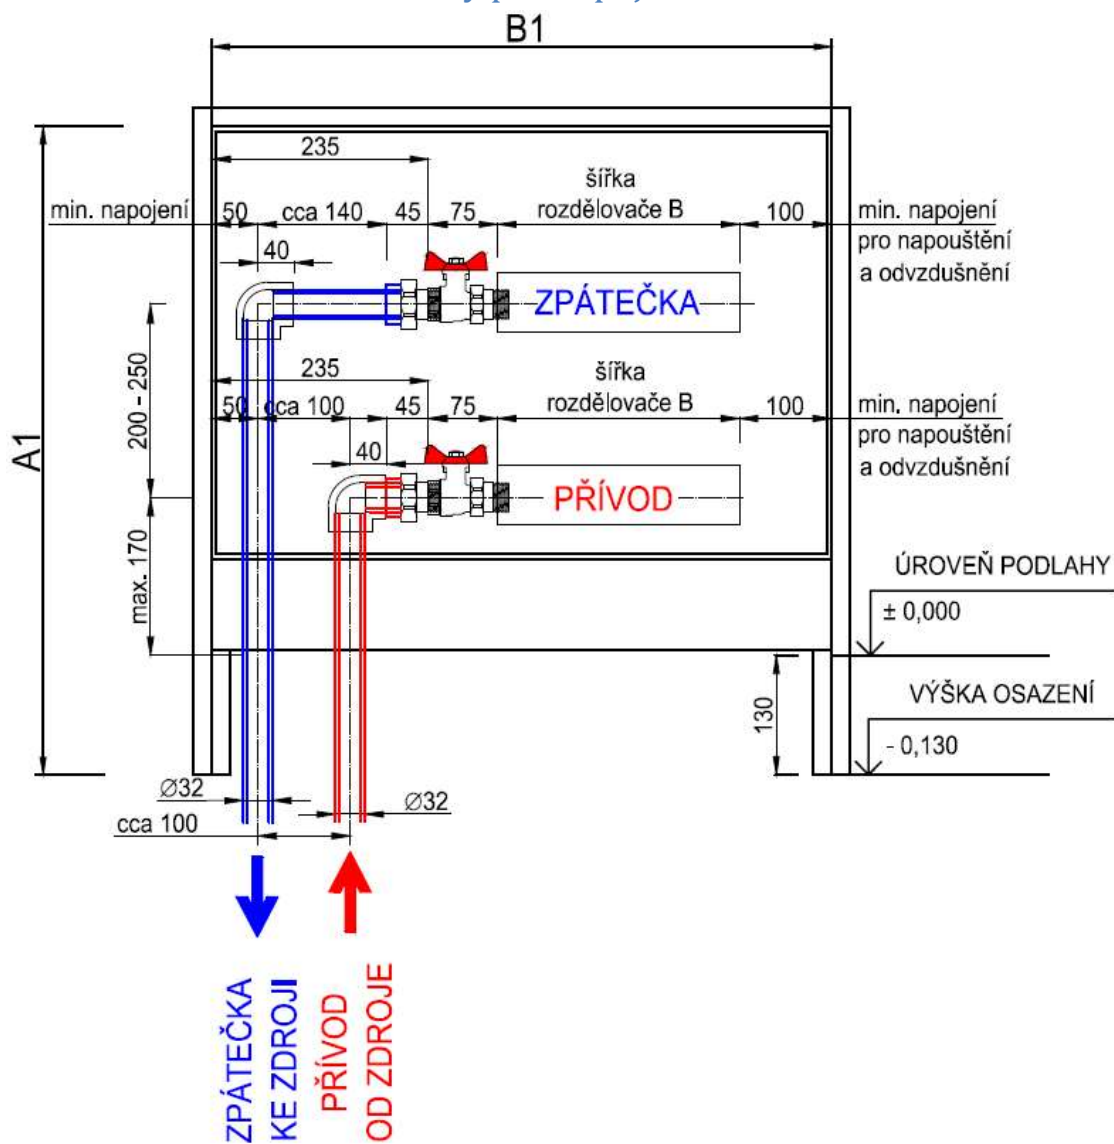 B1
235
šířka
rozdělovače B
min. napojení
50
cca 140
45
75
100
min. napojení
pro napouštění
a odvzdušnění
40
ZPÁTEČKA
200 - 250
A1
235
šířka
rozdělovače B
50
cca 100
45
75
100
min. napojení
pro napouštění
a odvzdušnění
40
PŘÍVOD
max. 170
ÚROVEŇ PODLAHY
± 0,000
130
VÝŠKA OSAZENÍ
- 0,130
∅32
∅32
cca 100
ZPÁTEČKA
KE ZDROJI
PŘÍVOD
OD ZDROJE